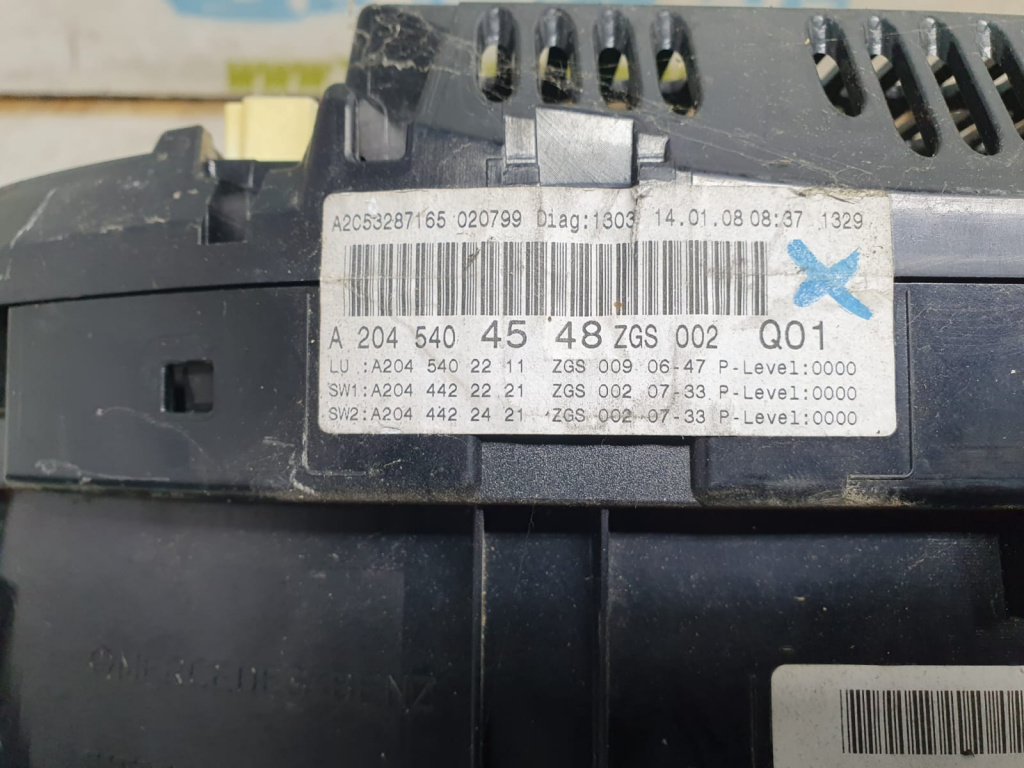 A2C53287165 020799 Diag:1303 14.01.08 08:37 1329
A 204 540 45 48 ZGS 002 Q01
LU :A204 540 22 11 ZGS 009 06-47 P-Level:0000
SW1:A204 442 22 21 ZGS 002 07-33 P-Level:0000
SW2:A204 442 24 21 ZGS 002 07-33 P-Level:0000
MERCEDES BENZ